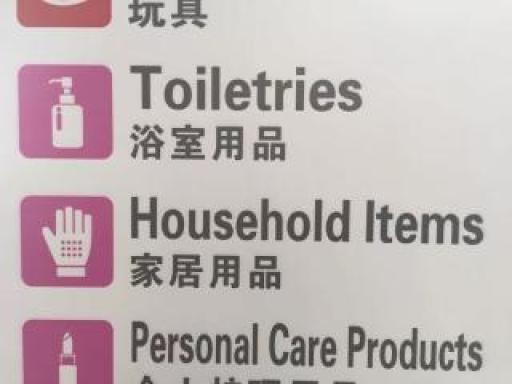 玩具
Toiletries
浴室用品
Household Items
家居用品
Personal Care Products